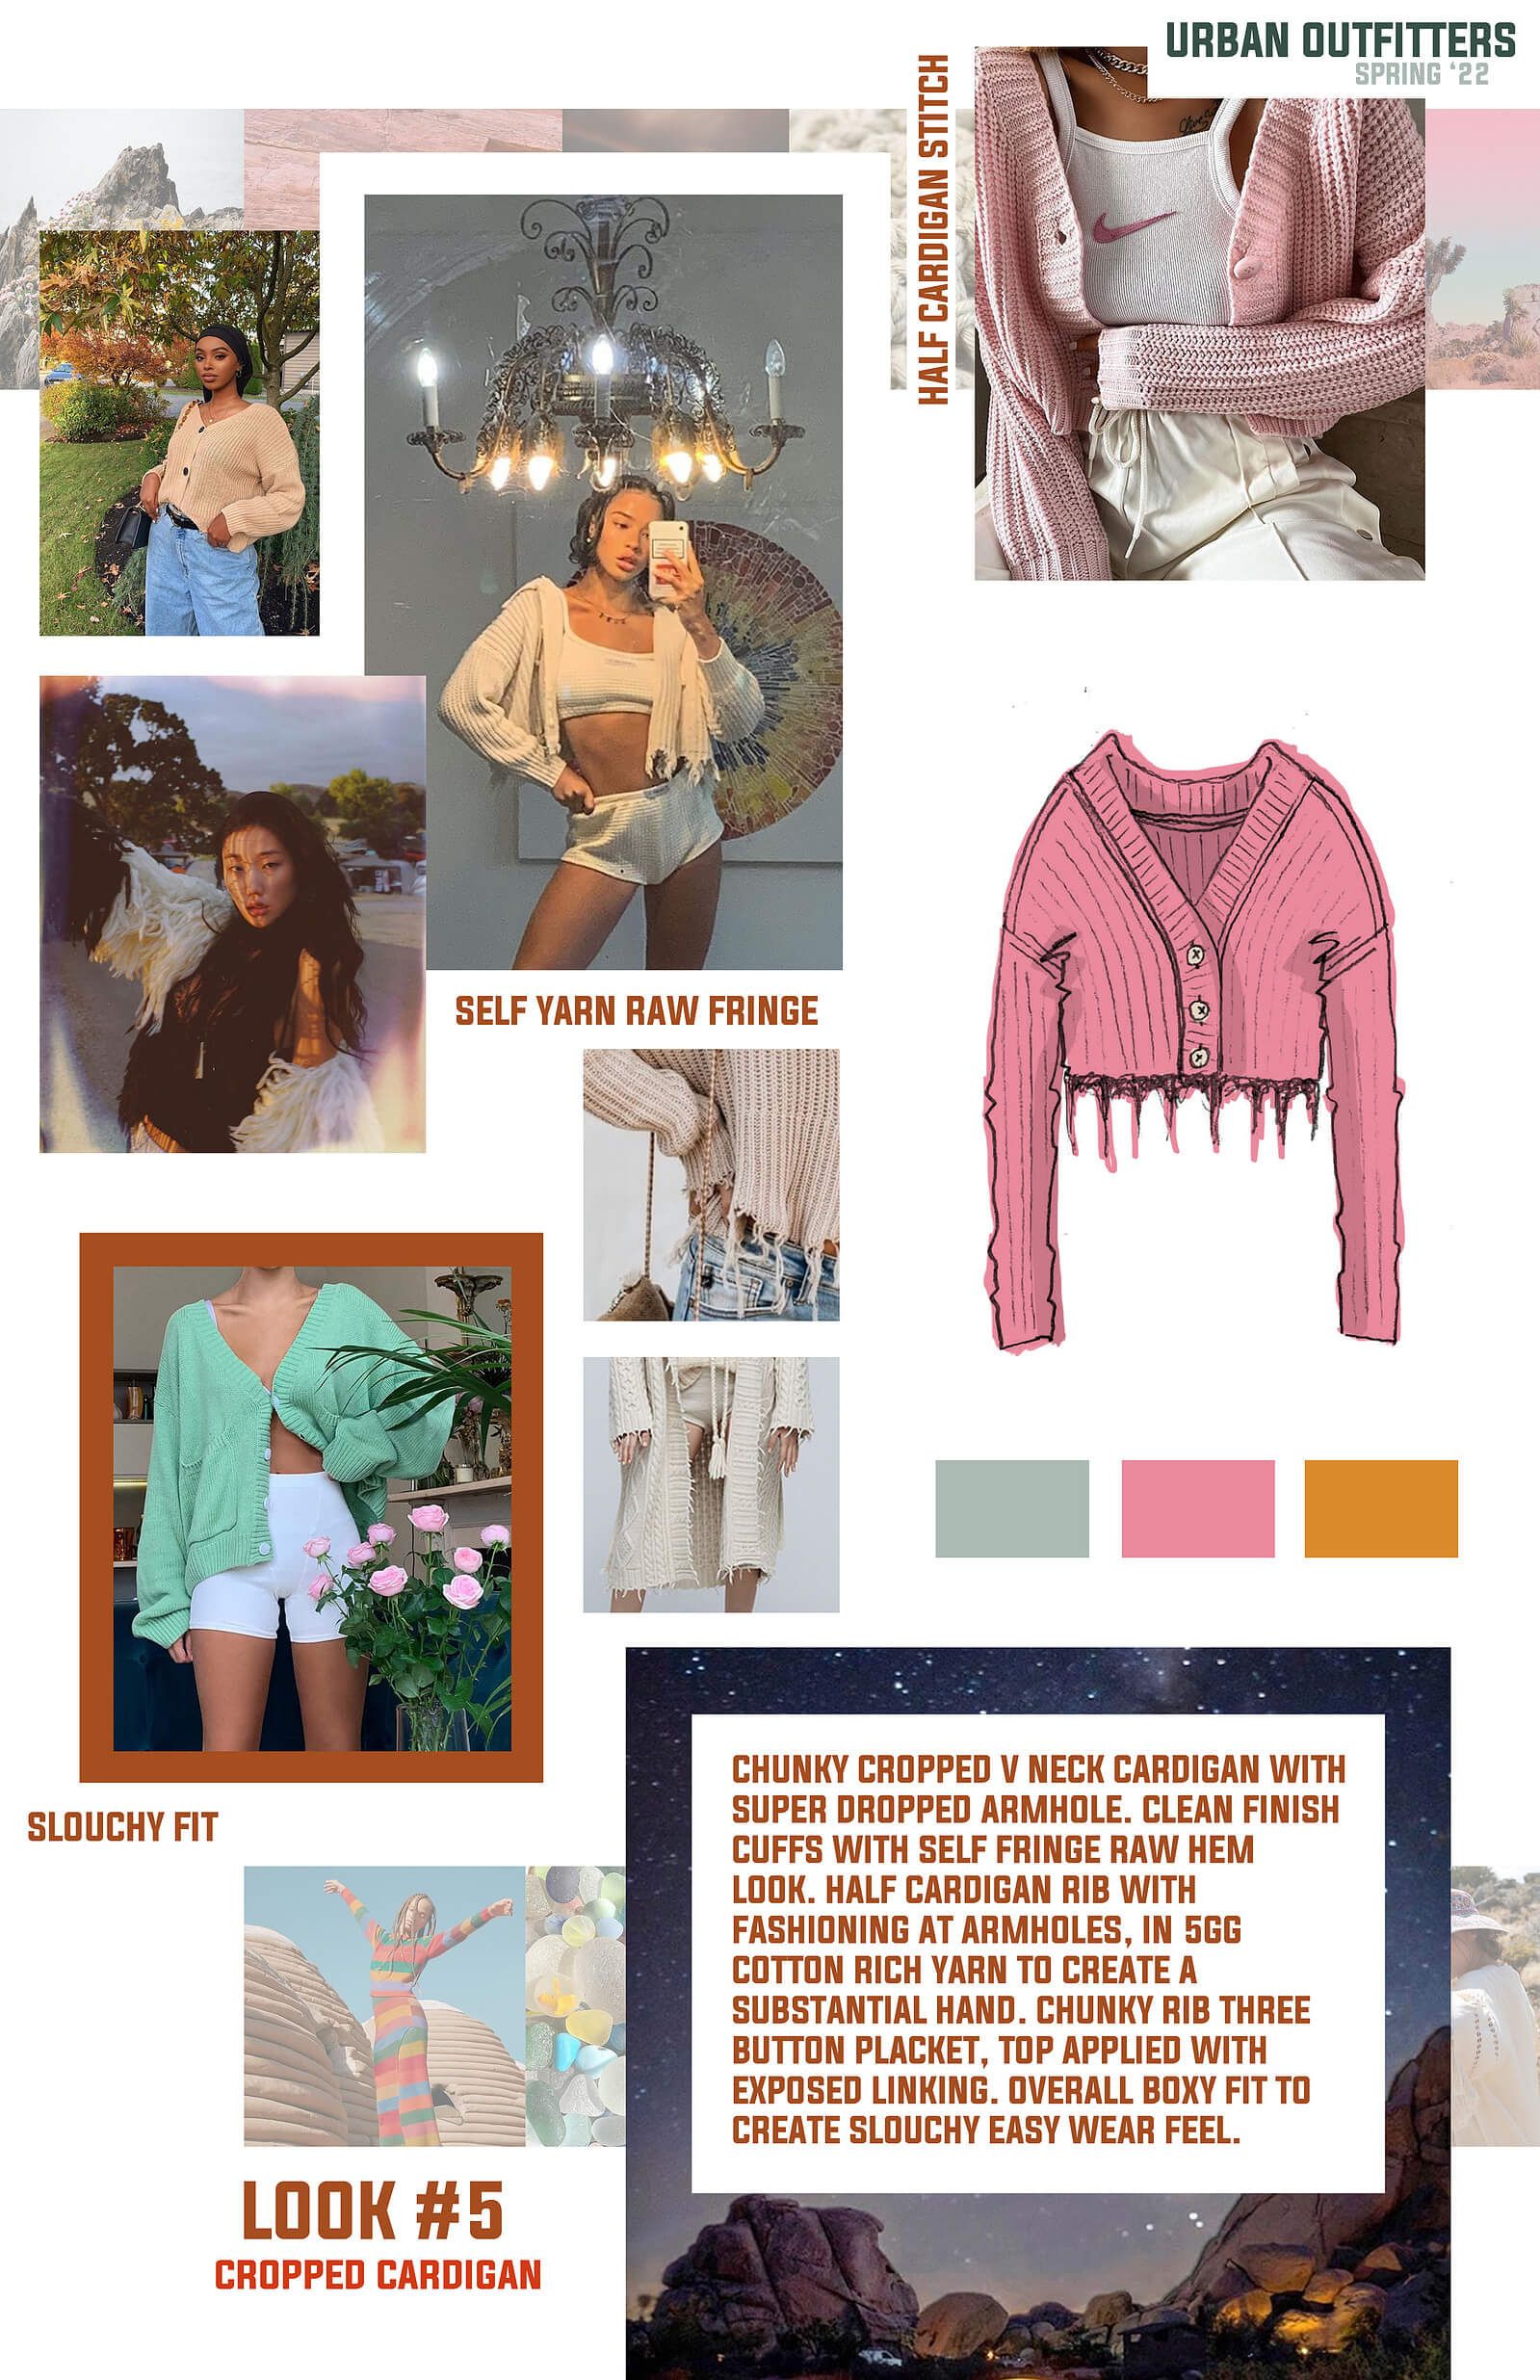 URBAN OUTFITTERS
SPRING ‘22
HALF CARDIGAN STITCH
SELF YARN RAW FRINGE
SLOUCHY FIT
CHUNKY CROPPED V NECK CARDIGAN WITH
SUPER DROPPED ARMHOLE. CLEAN FINISH
CUFFS WITH SELF FRINGE RAW HEM
LOOK. HALF CARDIGAN RIB WITH
FASHIONING AT ARMHOLES, IN 5GG
COTTON RICH YARN TO CREATE A
SUBSTANTIAL HAND. CHUNKY RIB THREE
BUTTON PLACKET, TOP APPLIED WITH
EXPOSED LINKING. OVERALL BOXY FIT TO
CREATE SLOUCHY EASY WEAR FEEL.
LOOK #5
CROPPED CARDIGAN